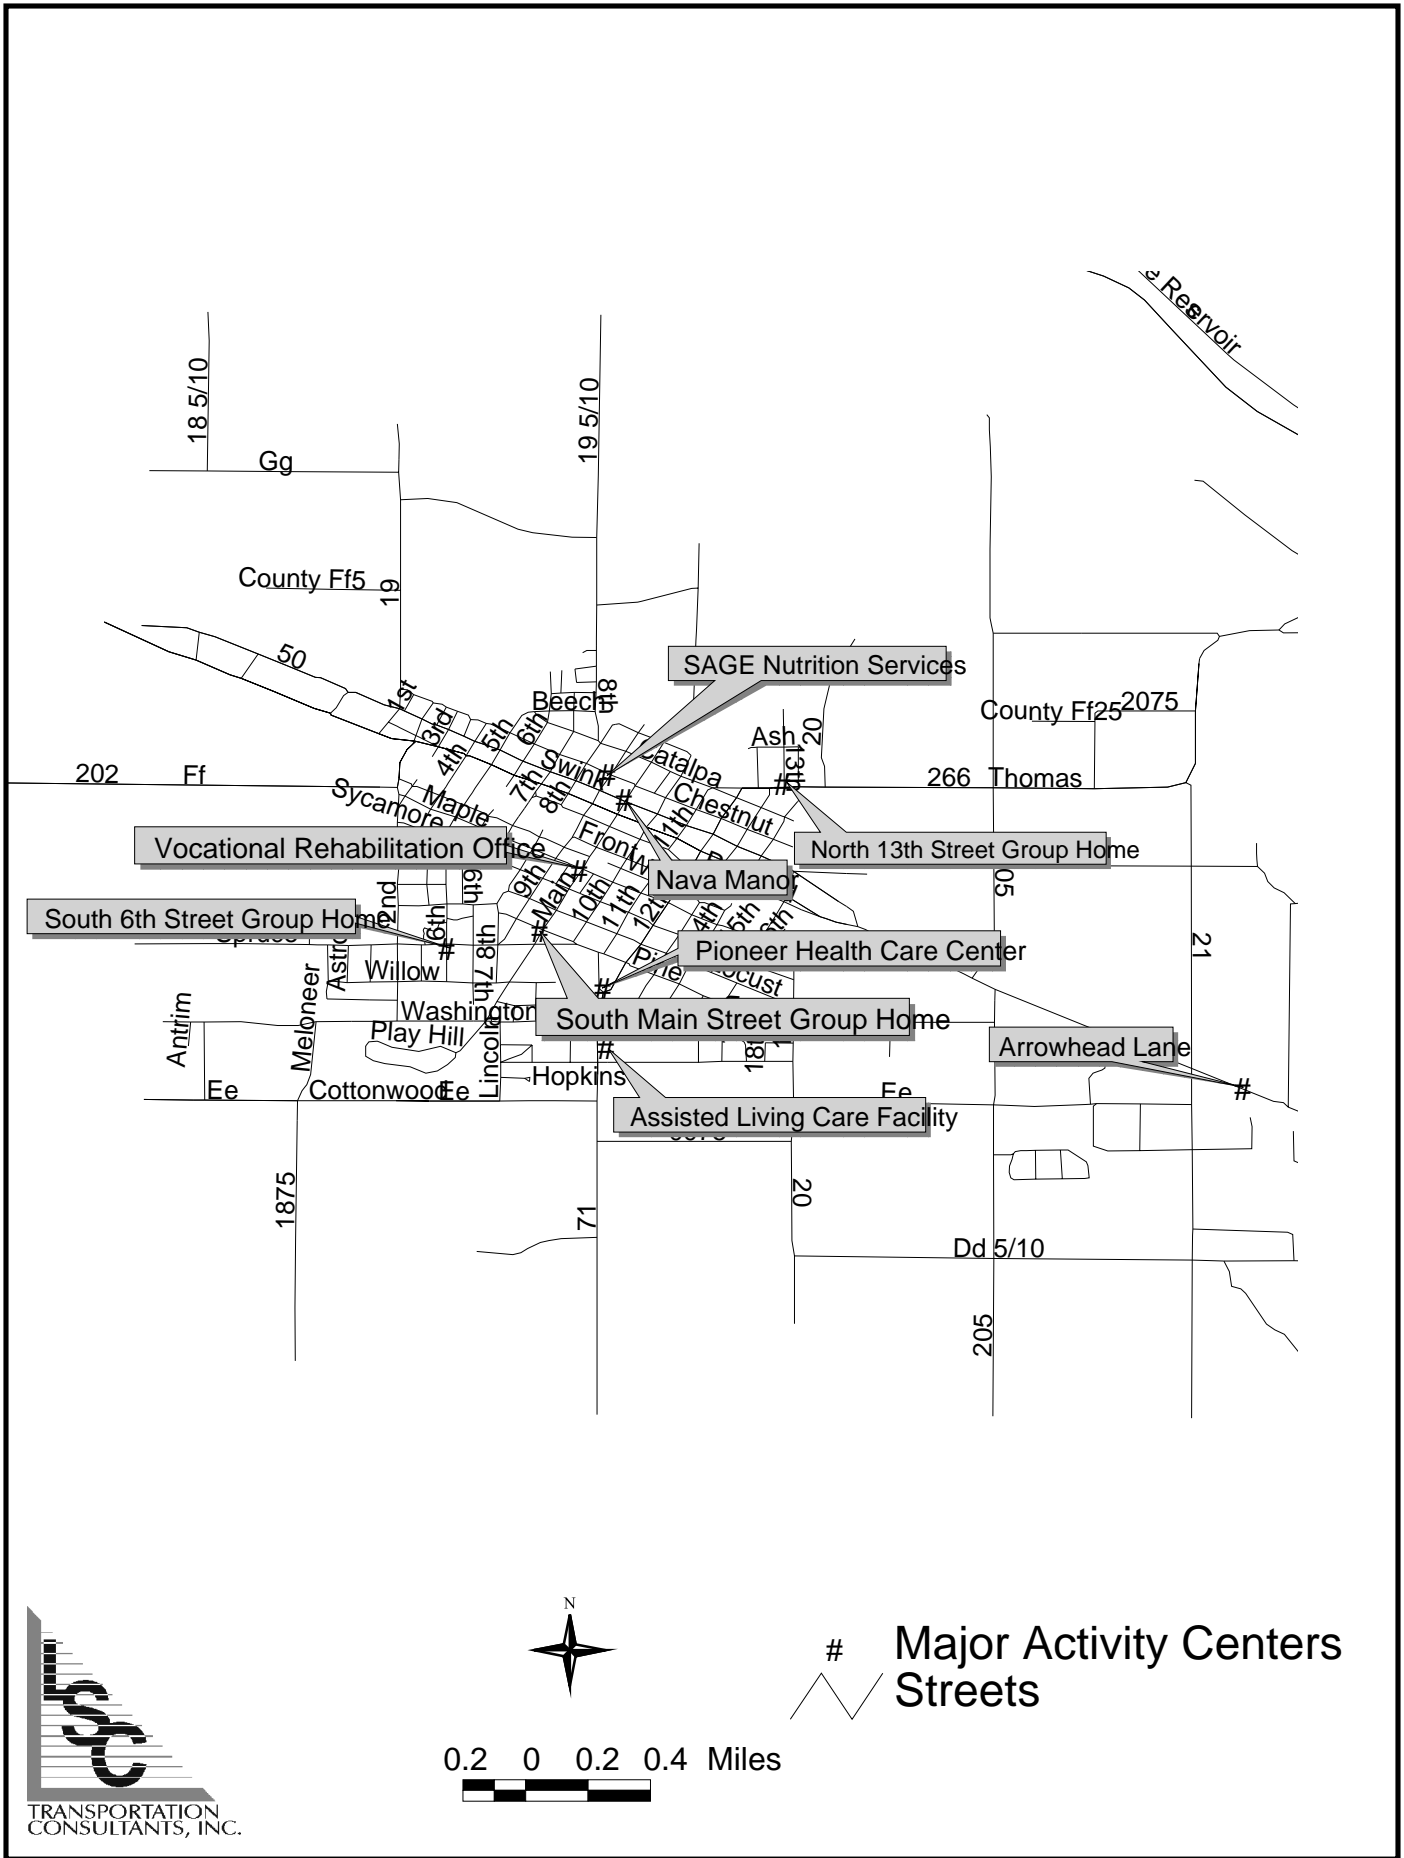 Reservoir
18 5/10
19 5/10
Gg
County Ff5
19
50
SAGE Nutrition Services
1st
Beech
8th
3rd
5th
6th
4th
County Ff25
2075
Ash
20
13th
Swink
Catalpa
202
Ff
7th
8th
266
Thomas
Sycamore
Maple
Chestnut
11th
Front
Vocational Rehabilitation Office
North 13th Street Group Home
Nava Manor
9th
Main
10th
11th
2nd
6th
05
South 6th Street Group Home
6th
21
Pioneer Health Care Center
18
8th
7th
Willow
Pine
Meloneer
Antrim
Washington
South Main Street Group Home
Play Hill
Lincoln
Arrowhead Lane
Hopkins
Ee
Cottonwood
Ee
Ee
Assisted Living Care Facility
1875
71
20
Dd 5/10
205
N
# Major Activity Centers
Streets
0.2 0 0.2 0.4 Miles
LSC
TRANSPORTATION
CONSULTANTS, INC.